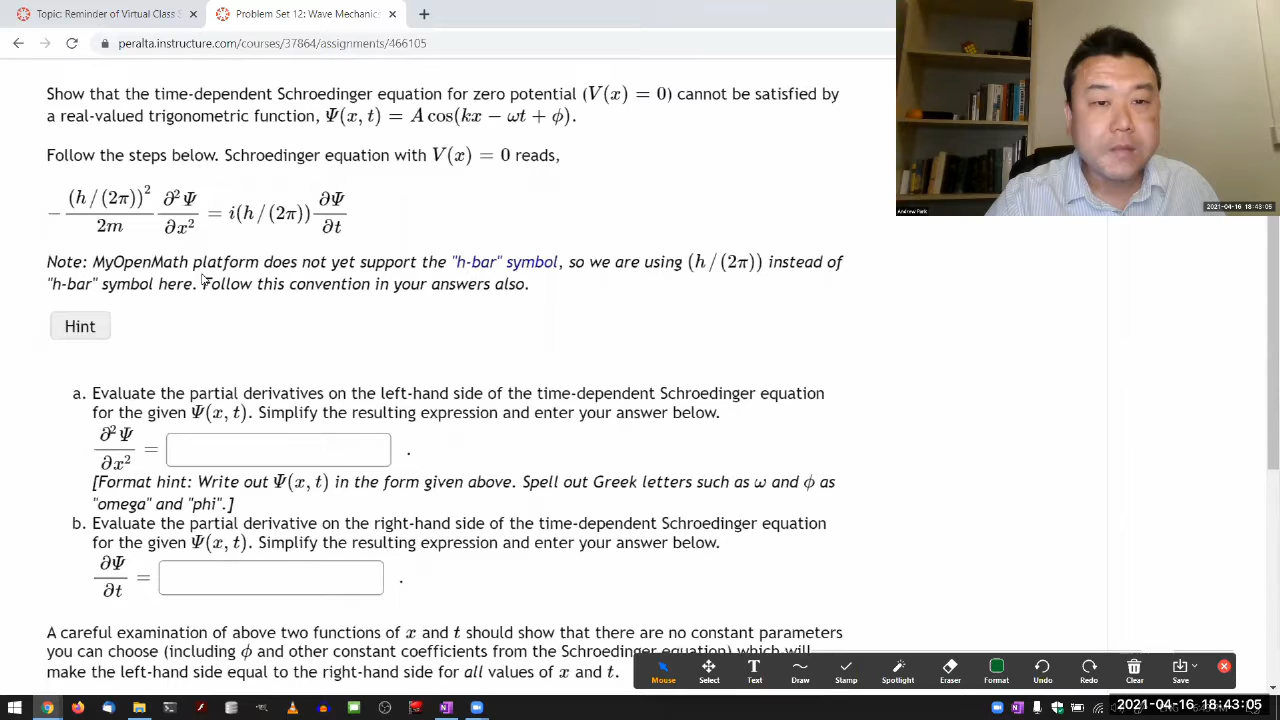 Topic: Reminders of Virtual Class S
Problem Set 12: Wave Mechanics
peralta.instructure.com/courses/37864/assignments/466105
Show that the time-dependent Schroedinger equation for zero potential (V(x) = 0) cannot be satisfied by
a real-valued trigonometric function, Ψ(x, t) = A cos(kx − ωt + ϕ).
Follow the steps below. Schroedinger equation with V(x) = 0 reads,
− (h/(2π))² / 2m ∂²Ψ / ∂x² = i(h/(2π)) ∂Ψ / ∂t
Note: MyOpenMath platform does not yet support the "h-bar" symbol, so we are using (h/(2π)) instead of
"h-bar" symbol here. Follow this convention in your answers also.
Hint
a. Evaluate the partial derivatives on the left-hand side of the time-dependent Schroedinger equation
for the given Ψ(x, t). Simplify the resulting expression and enter your answer below.
∂²Ψ / ∂x² = .
[Format hint: Write out Ψ(x, t) in the form given above. Spell out Greek letters such as ω and ϕ as
"omega" and "phi".]
b. Evaluate the partial derivative on the right-hand side of the time-dependent Schroedinger equation
for the given Ψ(x, t). Simplify the resulting expression and enter your answer below.
∂Ψ / ∂t = .
A careful examination of above two functions of x and t should show that there are no constant parameters
you can choose (including ϕ and other constant coefficients from the Schroedinger equation) which will
make the left-hand side equal to the right-hand side for all values of x and t.
Mouse Select Text Draw Stamp Spotlight Eraser Format Undo Redo Clear Save
Andrew Park
2021-04-16 18:43:05
2021-04-16 18:43:05